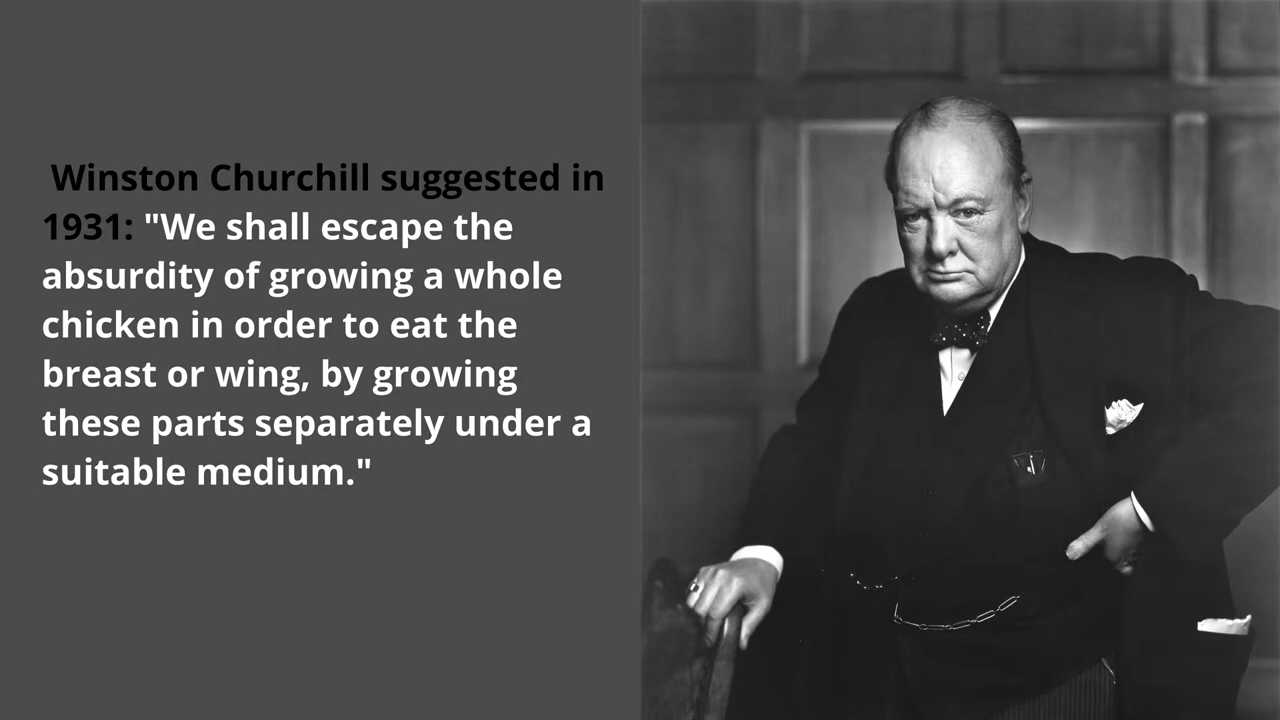 Winston Churchill suggested in
1931: "We shall escape the
absurdity of growing a whole
chicken in order to eat the
breast or wing, by growing
these parts separately under a
suitable medium."